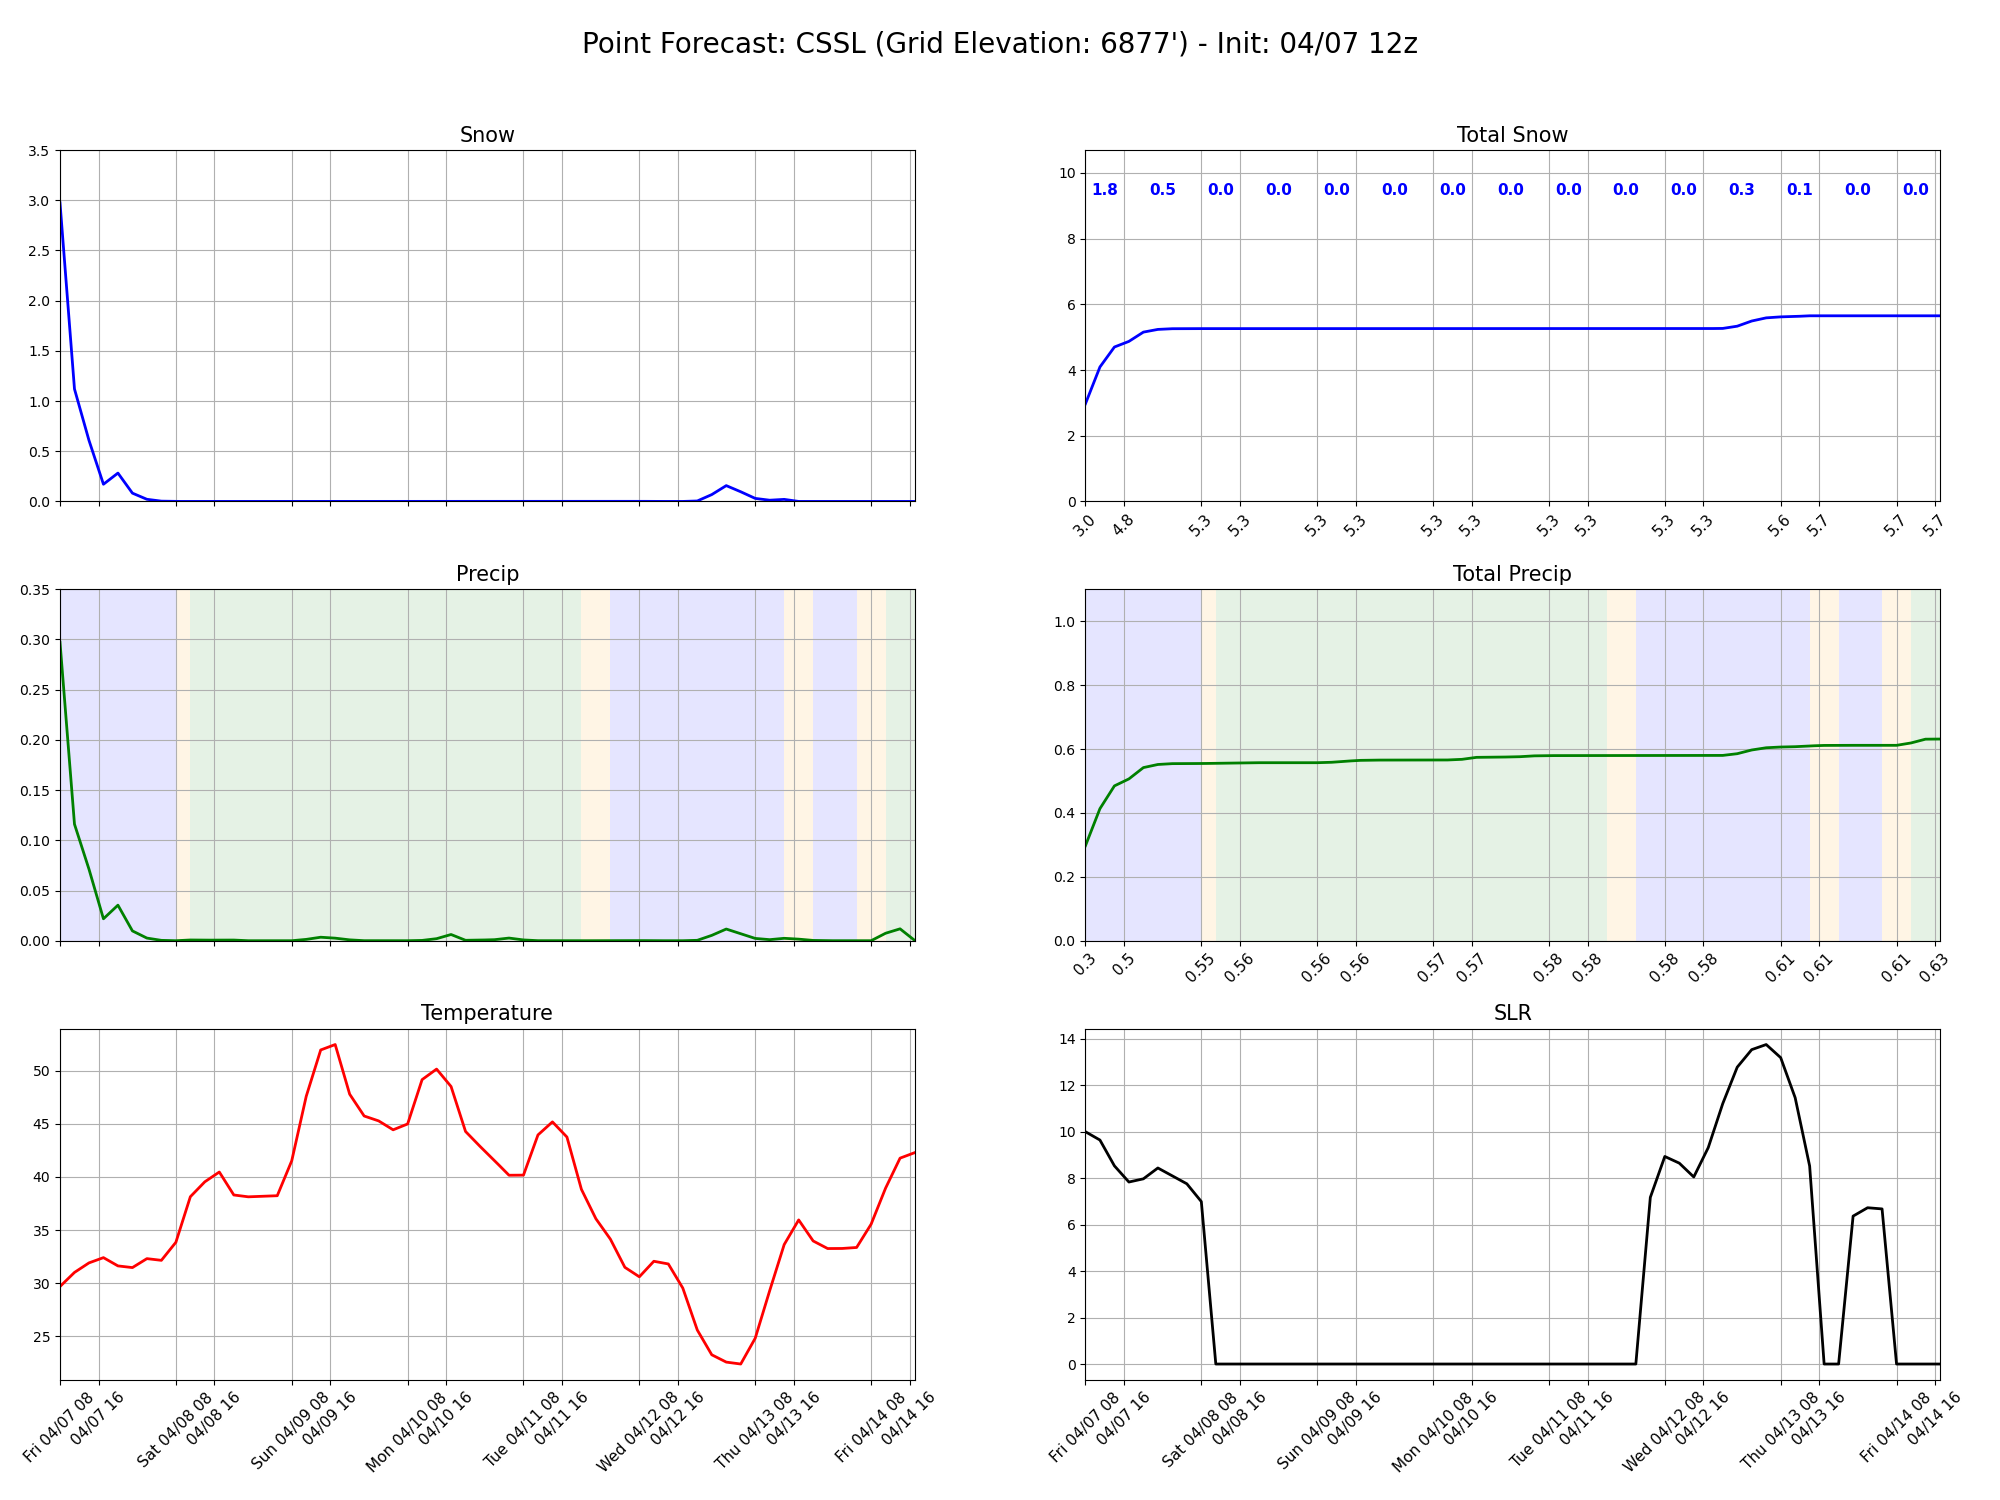 Point Forecast: CSSL (Grid Elevation: 6877') - Init: 04/07 12z
Snow
3.5
3.0
2.5
2.0
1.5
1.0
0.5
0.0
Total Snow
10
8
6
4
2
0
1.8 0.5 0.0 0.0 0.0 0.0 0.0 0.0 0.0 0.0 0.0 0.3 0.1 0.0 0.0
3.0 4.8 5.3 5.3 5.3 5.3 5.3 5.3 5.3 5.3 5.3 5.3 5.6 5.7 5.7 5.7
Precip
0.35
0.30
0.25
0.20
0.15
0.10
0.05
0.00
Total Precip
1.0
0.8
0.6
0.4
0.2
0.0
0.3 0.5 0.55 0.56 0.56 0.56 0.57 0.57 0.58 0.58 0.58 0.58 0.61 0.61 0.61 0.63
Temperature
50
45
40
35
30
25
Fri 04/07 08
04/07 16
Sat 04/08 08
04/08 16
Sun 04/09 08
04/09 16
Mon 04/10 08
04/10 16
Tue 04/11 08
04/11 16
Wed 04/12 08
04/12 16
Thu 04/13 08
04/13 16
Fri 04/14 08
04/14 16
SLR
14
12
10
8
6
4
2
0
Fri 04/07 08
04/07 16
Sat 04/08 08
04/08 16
Sun 04/09 08
04/09 16
Mon 04/10 08
04/10 16
Tue 04/11 08
04/11 16
Wed 04/12 08
04/12 16
Thu 04/13 08
04/13 16
Fri 04/14 08
04/14 16